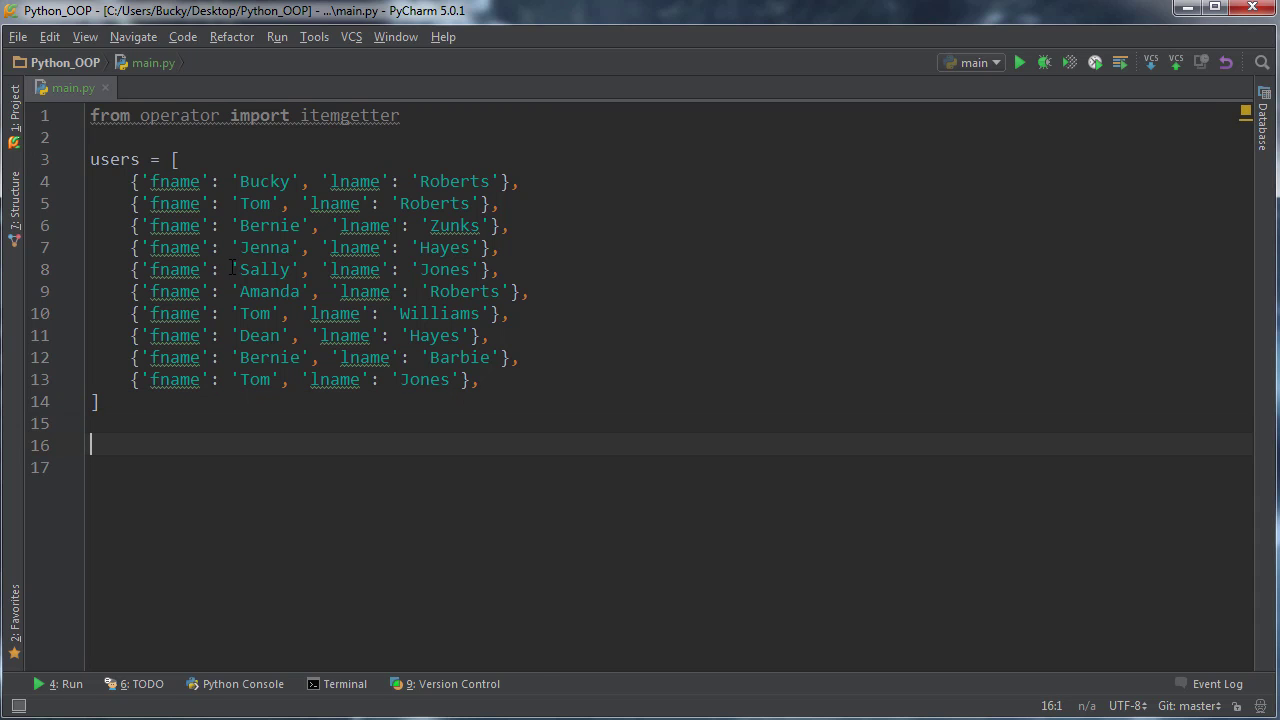 Python_OOP - [C:/Users/Bucky/Desktop/Python_OOP] - ...\main.py - PyCharm 5.0.1
File Edit View Navigate Code Refactor Run Tools VCS Window Help
Python_OOP main.py main VCS VCS
main.py
1: Project
7: Structure
2: Favorites
Database
1 from operator import itemgetter
2
3 users = [
4 {'fname': 'Bucky', 'lname': 'Roberts'},
5 {'fname': 'Tom', 'lname': 'Roberts'},
6 {'fname': 'Bernie', 'lname': 'Zunks'},
7 {'fname': 'Jenna', 'lname': 'Hayes'},
8 {'fname': 'Sally', 'lname': 'Jones'},
9 {'fname': 'Amanda', 'lname': 'Roberts'},
10 {'fname': 'Tom', 'lname': 'Williams'},
11 {'fname': 'Dean', 'lname': 'Hayes'},
12 {'fname': 'Bernie', 'lname': 'Barbie'},
13 {'fname': 'Tom', 'lname': 'Jones'},
14 ]
15
16
17
4: Run 6: TODO Python Console Terminal 9: Version Control Event Log
16:1 n/a UTF-8 Git: master